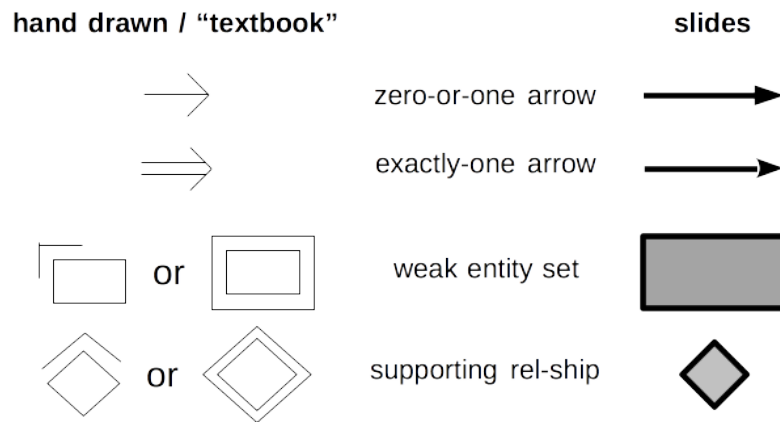 hand drawn / “textbook”
slides
zero-or-one arrow
exactly-one arrow
or
weak entity set
or
supporting rel-ship